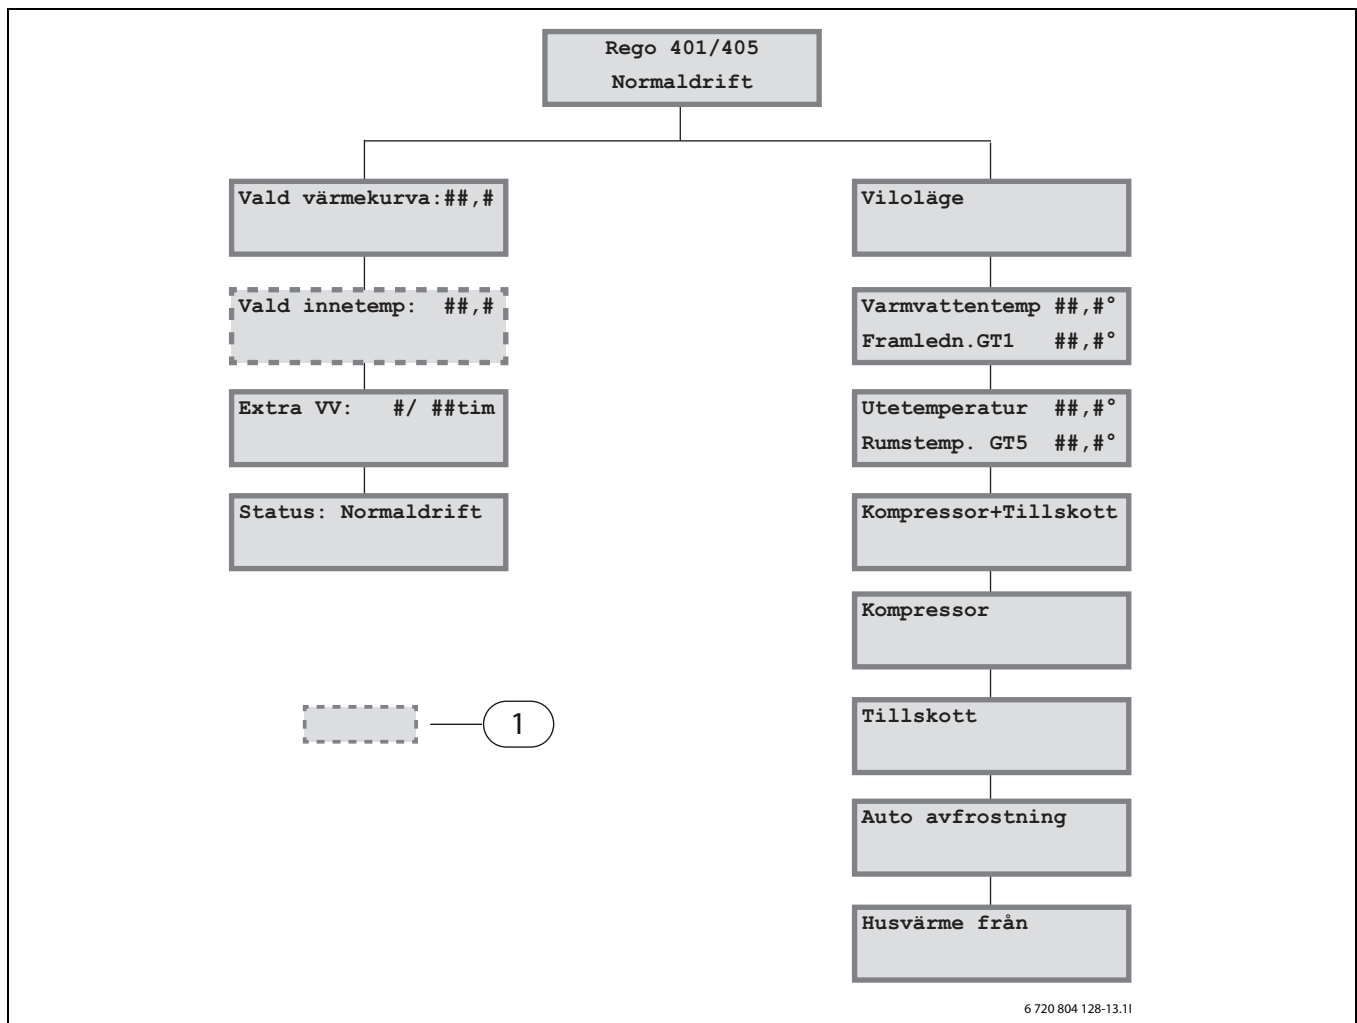 Rego 401/405
Normaldrift
Vald värmekurva:##,#
Vald innetemp: ##,#
Extra VV: #/ ##tim
Status: Normaldrift
1
Viloläge
Varmvattentemp ##,#°
Framledn.GT1 ##,#°
Utetemperatur ##,#°
Rumstemp. GT5 ##,#°
Kompressor+Tillskott
Kompressor
Tillskott
Auto avfrostning
Husvärme från
6 720 804 128-13.1I